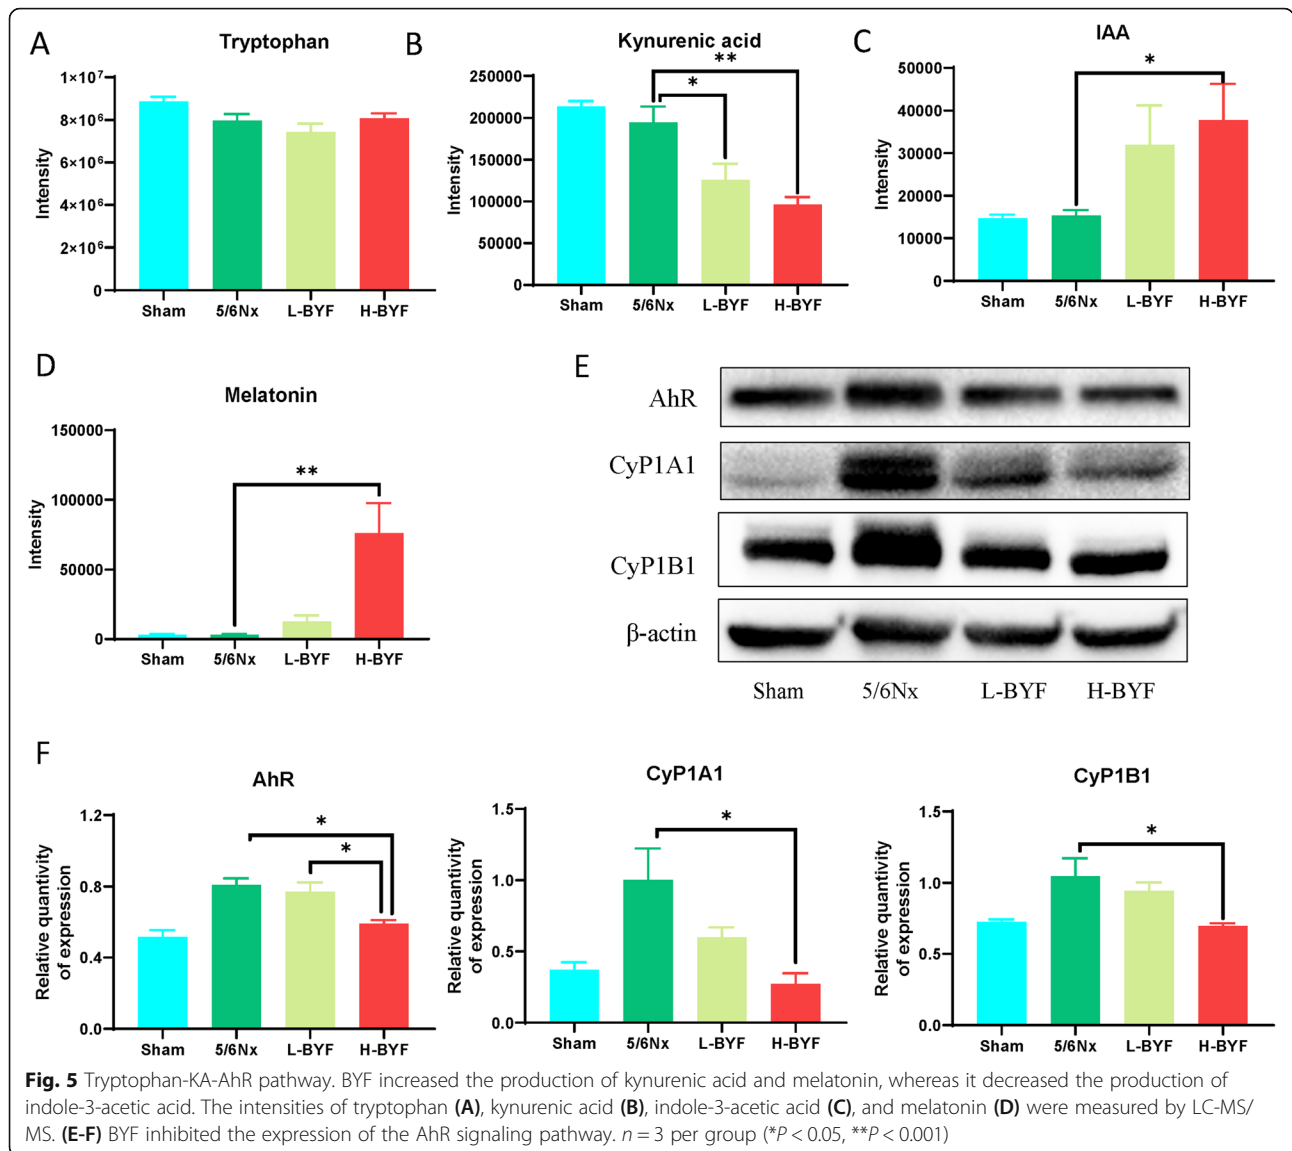 A
Tryptophan
1×10⁷
8×10⁶
6×10⁶
4×10⁶
2×10⁶
0
Intensity
Sham 5/6Nx L-BYF H-BYF
B
Kynurenic acid
**
*
250000
200000
150000
100000
50000
0
Intensity
Sham 5/6Nx L-BYF H-BYF
C
IAA
*
50000
40000
30000
20000
10000
0
Intensity
Sham 5/6Nx L-BYF H-BYF
D
Melatonin
**
150000
100000
50000
0
Intensity
Sham 5/6Nx L-BYF H-BYF
E
AhR
CyP1A1
CyP1B1
β-actin
Sham 5/6Nx L-BYF H-BYF
F
AhR
*
*
1.2
0.8
0.4
0.0
Relative quantivity
of expression
Sham 5/6Nx L-BYF H-BYF
CyP1A1
*
1.5
1.0
0.5
0.0
Relative quantivity
of expression
Sham 5/6Nx L-BYF H-BYF
CyP1B1
*
1.5
1.0
0.5
0.0
Relative quantivity
of expression
Sham 5/6Nx L-BYF H-BYF
Fig. 5 Tryptophan-KA-AhR pathway. BYF increased the production of kynurenic acid and melatonin, whereas it decreased the production of
indole-3-acetic acid. The intensities of tryptophan (A), kynurenic acid (B), indole-3-acetic acid (C), and melatonin (D) were measured by LC-MS/
MS. (E-F) BYF inhibited the expression of the AhR signaling pathway. n = 3 per group (*P < 0.05, **P < 0.001)